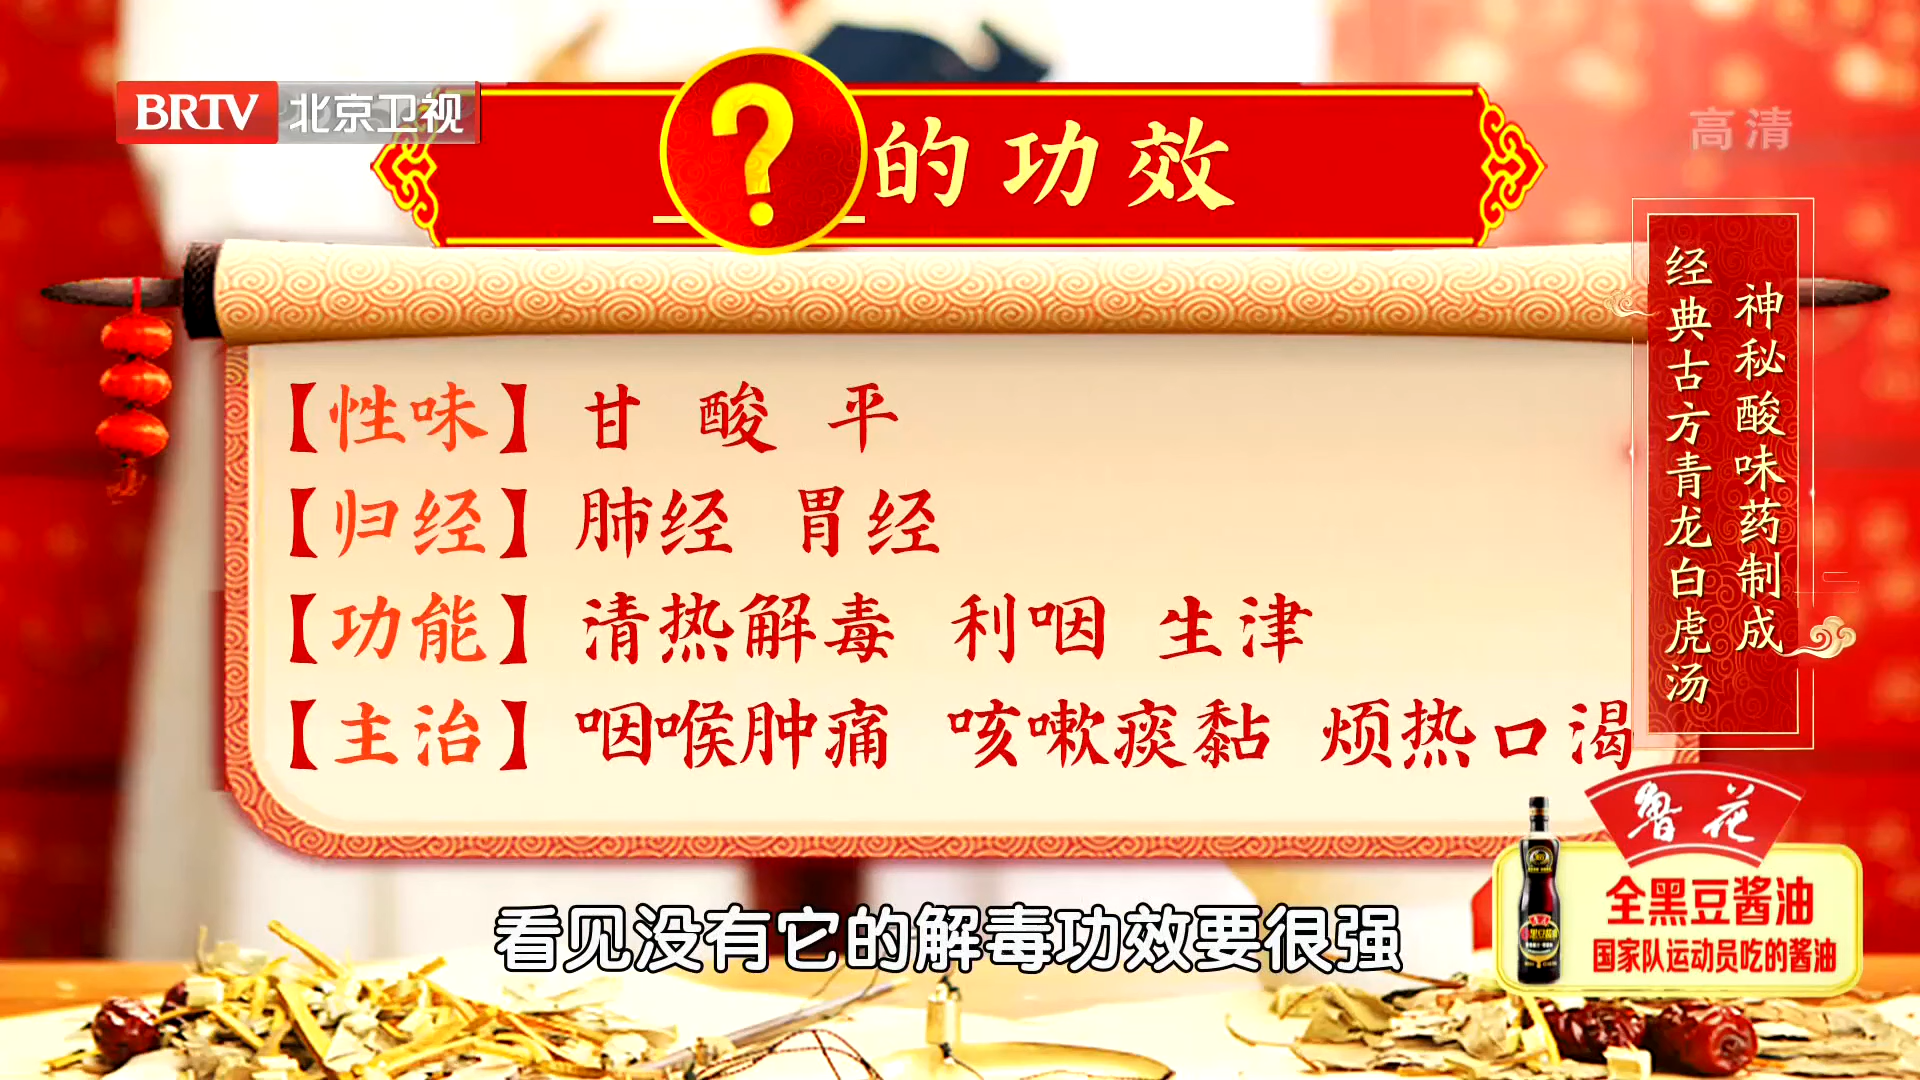 BRTV 北京卫视
?的功效
高清
【性味】甘 酸 平
【归经】肺经 胃经
【功能】清热解毒 利咽 生津
【主治】咽喉肿痛 咳嗽痰黏 烦热口渴
神秘酸味药制成
经典古方青龙白虎汤
鲁花
全黑豆酱油
国家队运动员吃的酱油
看见没有它的解毒功效要很强